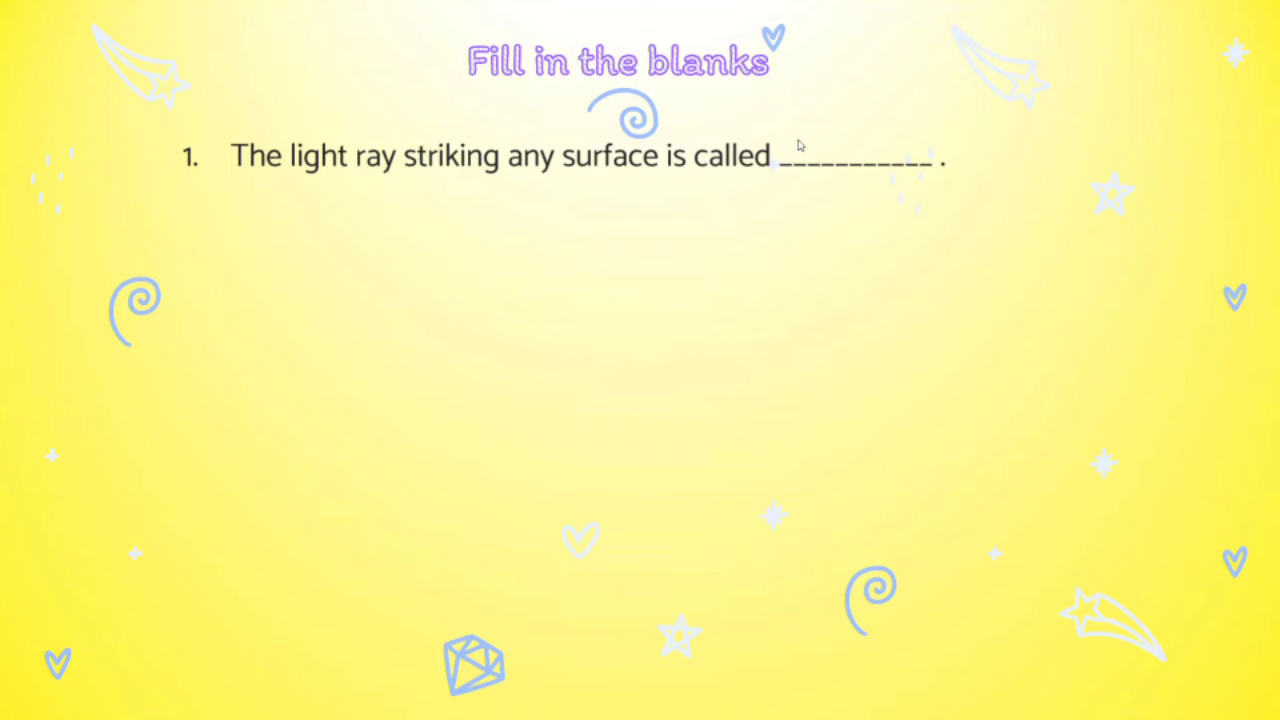 Fill in the blanks
1. The light ray striking any surface is called ___________ .